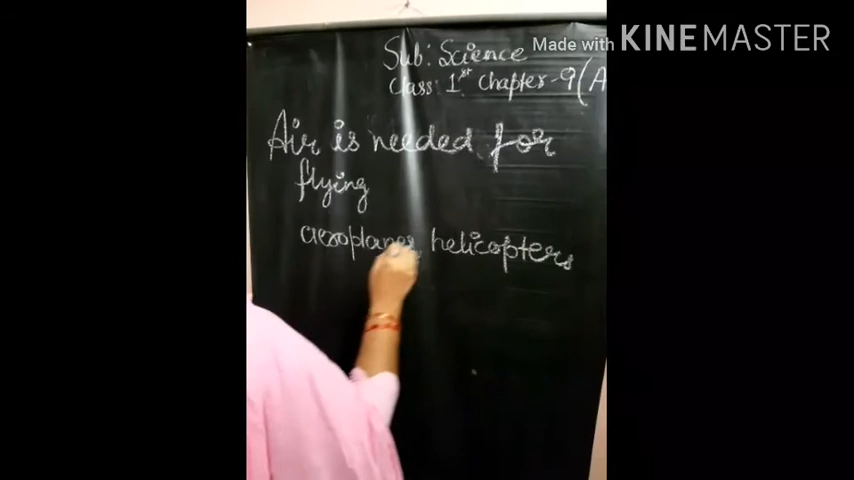 Made with KINEMASTER
Sub: Science
Class: 1st Chapter-9(A
Air is needed for
flying
aeroplanes helicopters